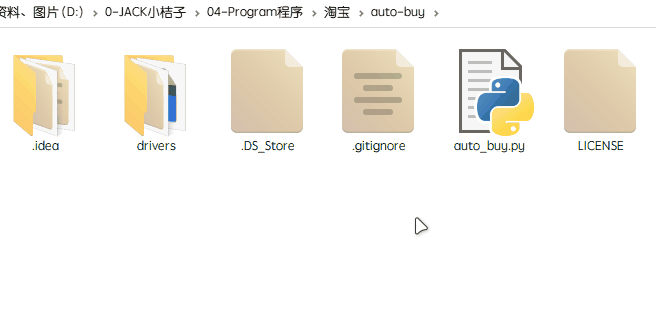 资料、图片 (D:) > 0-JACK小桔子 > 04-Program程序 > 淘宝 > auto-buy >
.idea drivers .DS_Store .gitignore auto_buy.py LICENSE